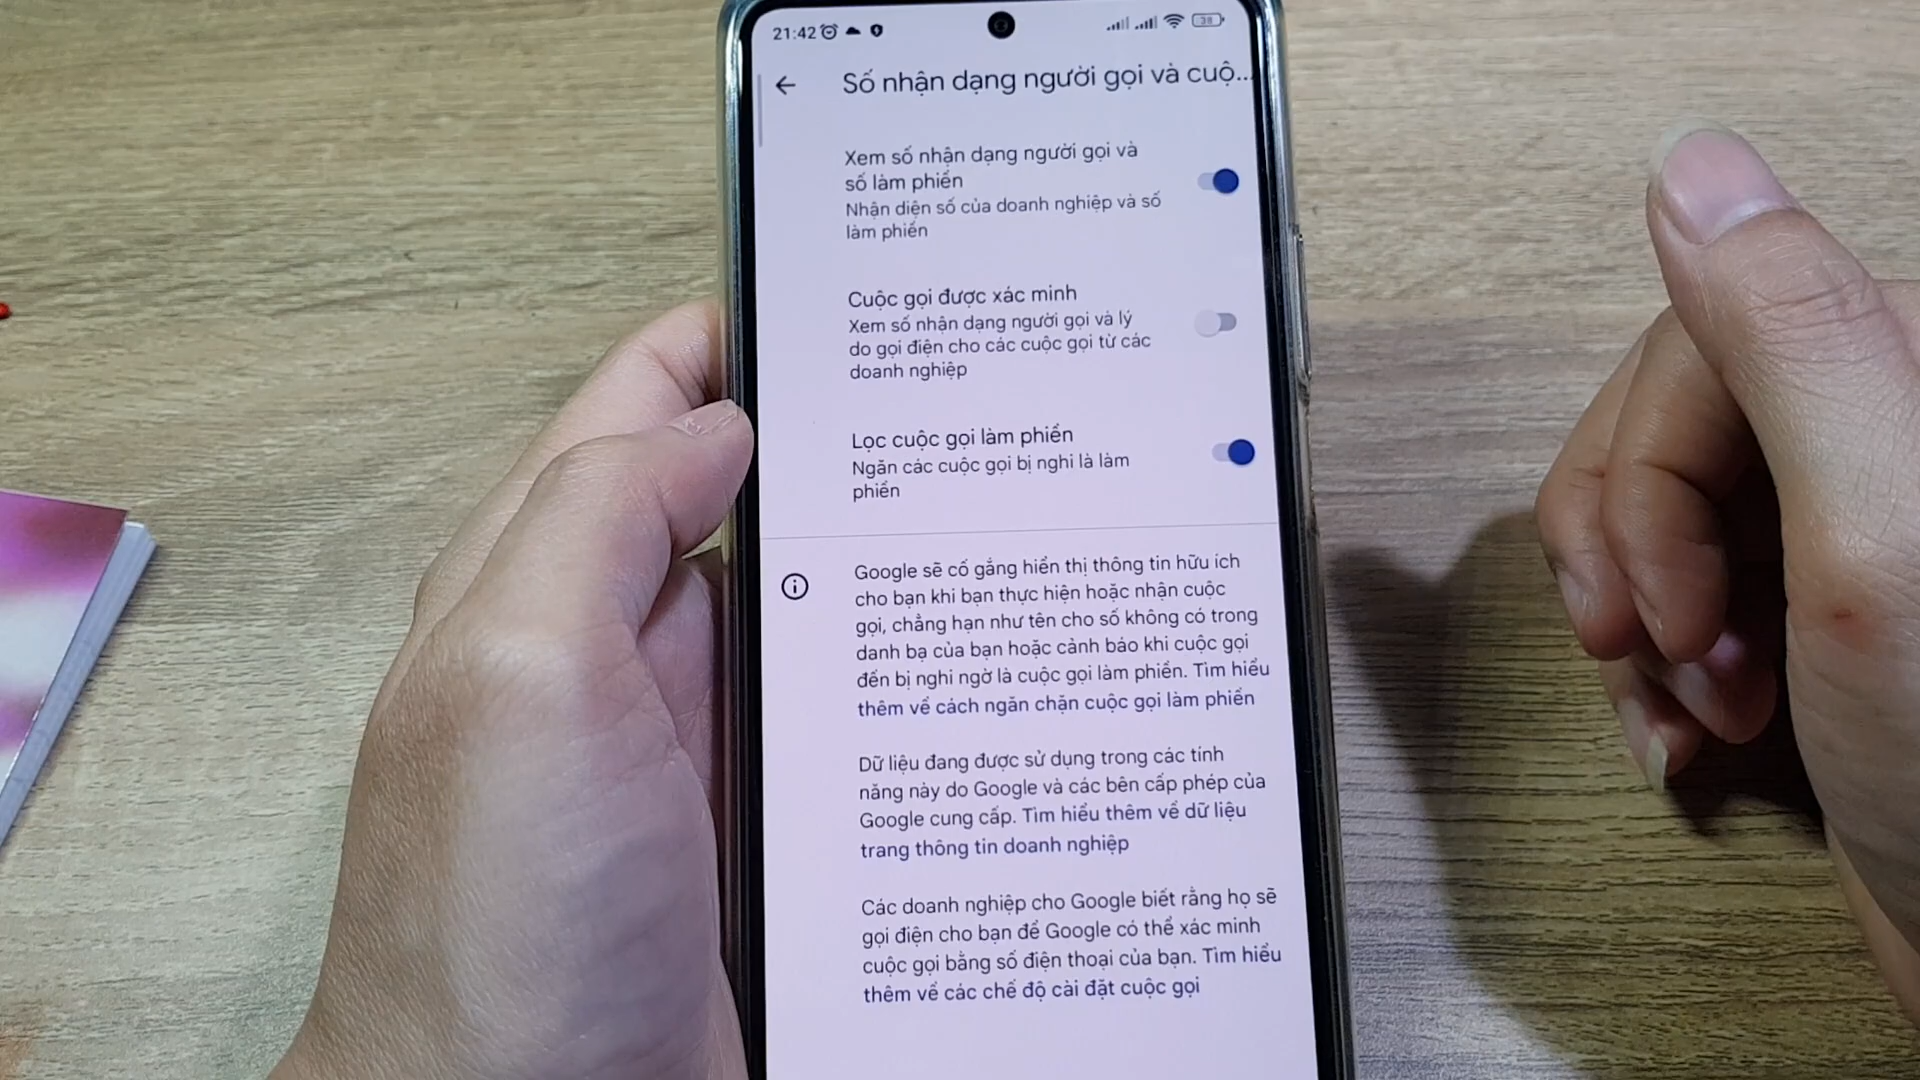 21:42
38
Số nhận dạng người gọi và cuộ...
Xem số nhận dạng người gọi và
số làm phiền
Nhận diện số của doanh nghiệp và số
làm phiền
Cuộc gọi được xác minh
Xem số nhận dạng người gọi và lý
do gọi điện cho các cuộc gọi từ các
doanh nghiệp
Lọc cuộc gọi làm phiền
Ngăn các cuộc gọi bị nghi là làm
phiền
Google sẽ cố gắng hiển thị thông tin hữu ích
cho bạn khi bạn thực hiện hoặc nhận cuộc
gọi, chẳng hạn như tên cho số không có trong
danh bạ của bạn hoặc cảnh báo khi cuộc gọi
đến bị nghi ngờ là cuộc gọi làm phiền. Tìm hiểu
thêm về cách ngăn chặn cuộc gọi làm phiền
Dữ liệu đang được sử dụng trong các tính
năng này do Google và các bên cấp phép của
Google cung cấp. Tìm hiểu thêm về dữ liệu
trang thông tin doanh nghiệp
Các doanh nghiệp cho Google biết rằng họ sẽ
gọi điện cho bạn để Google có thể xác minh
cuộc gọi bằng số điện thoại của bạn. Tìm hiểu
thêm về các chế độ cài đặt cuộc gọi